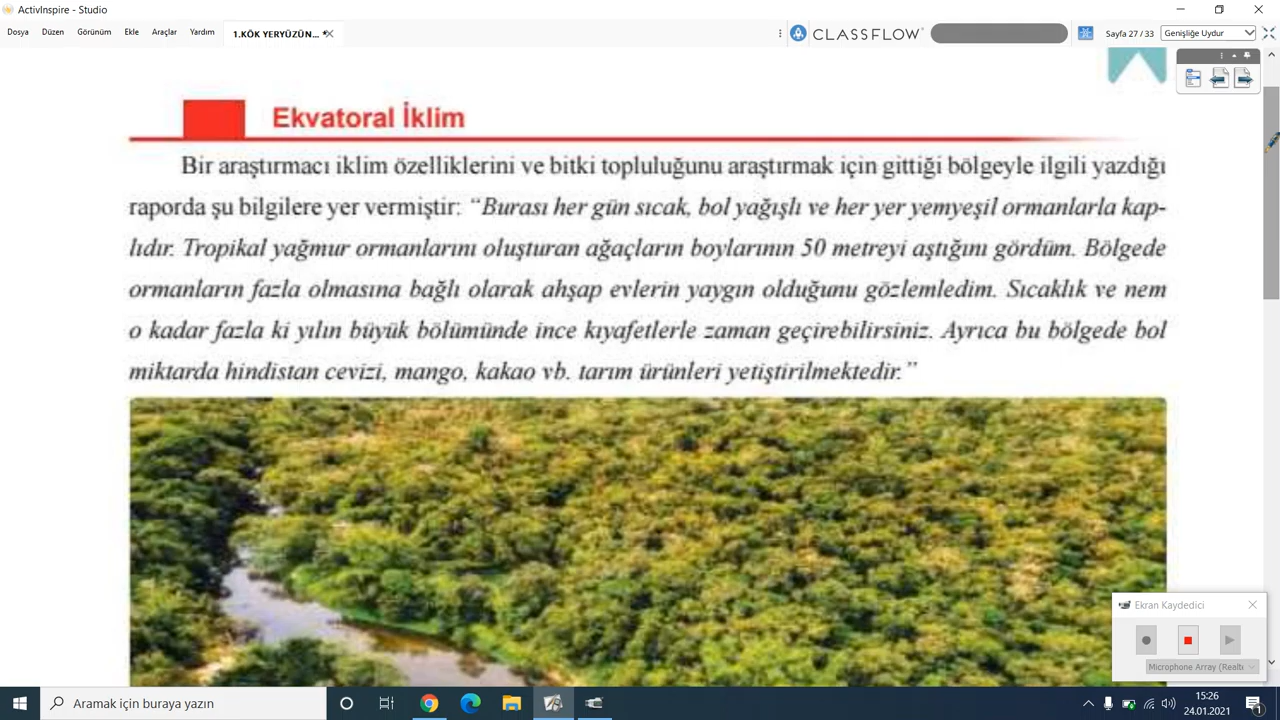 ActivInspire - Studio
Dosya Düzen Görünüm Ekle Araçlar Yardım 1.KÖK YERYÜZÜN... * CLASSFLOW Sayfa 27 / 33 Genişliğe Uydur
Ekvatoral İklim
Bir araştırmacı iklim özelliklerini ve bitki topluluğunu araştırmak için gittiği bölgeyle ilgili yazdığı
raporda şu bilgilere yer vermiştir: “Burası her gün sıcak, bol yağışlı ve her yer yemyeşil ormanlarla kap-
lıdır. Tropikal yağmur ormanlarını oluşturan ağaçların boylarının 50 metreyi aştığını gördüm. Bölgede
ormanların fazla olmasına bağlı olarak ahşap evlerin yaygın olduğunu gözlemledim. Sıcaklık ve nem
o kadar fazla ki yılın büyük bölümünde ince kıyafetlerle zaman geçirebilirsiniz. Ayrıca bu bölgede bol
miktarda hindistan cevizi, mango, kakao vb. tarım ürünleri yetiştirilmektedir.”
Ekran Kaydedici
Microphone Array (Realte
Aramak için buraya yazın
15:26
24.01.2021
1